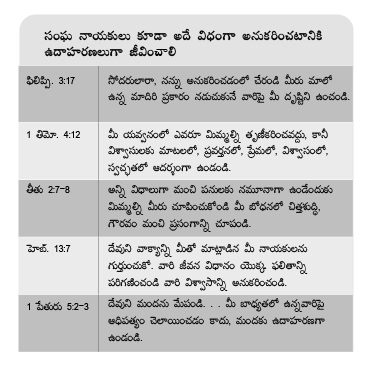 సంఘ నాయకులు కూడా అదే విధంగా అనుకరించటానికి
ఉదాహరణలుగా జీవించాలి
ఫిలిప్పి. 3:17
సోదరులారా, నన్ను అనుకరించడంలో చేరండి మీరు మాలో
ఉన్న మాదిరి ప్రకారం నడుచుకునే వారిపై మీ దృష్టిని ఉంచండి.
1 తిమో. 4:12
మీ యవ్వనంలో ఎవరూ మిమ్మల్ని తృణీకరించవద్దు, కానీ
విశ్వాసులకు మాటలలో, ప్రవర్తనలో, ప్రేమలో, విశ్వాసంలో,
స్వచ్ఛతలో ఆదర్శంగా ఉండండి.
తీతు 2:7-8
అన్ని విధాలుగా మంచి పనులకు నమూనాగా ఉండేందుకు
మిమ్మల్ని మీరు చూపించుకోండి మీ బోధనలో చిత్తశుద్ధి,
గౌరవం మంచి ప్రసంగాన్ని చూపండి.
హెబ్. 13:7
దేవుని వాక్యాన్ని మీతో మాట్లాడిన మీ నాయకులను
గుర్తుంచుకో. వారి జీవన విధానం యొక్క ఫలితాన్ని
పరిగణించండి వారి విశ్వాసాన్ని అనుకరించండి.
1 పేతురు 5:2-3
దేవుని మందను మేపండి. . . మీ బాధ్యతలో ఉన్నవారిపై
ఆధిపత్యం చెలాయించడం కాదు, మందకు ఉదాహరణగా
ఉండండి.